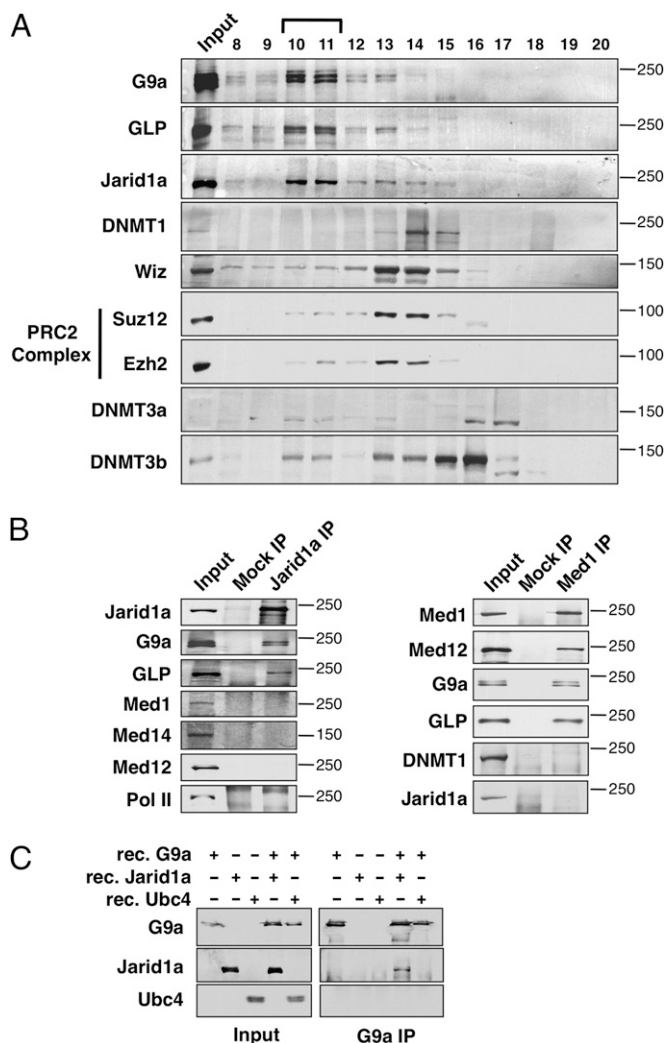 A
Input 8 9 10 11 12 13 14 15 16 17 18 19 20
G9a 250
GLP 250
Jarid1a 250
DNMT1 250
Wiz 150
PRC2 Complex
Suz12 100
Ezh2 100
DNMT3a 150
DNMT3b 150
B
Input Mock IP Jarid1a IP
Jarid1a 250
G9a 250
GLP 250
Med1 250
Med14 150
Med12 250
Pol II 250
Input Mock IP Med1 IP
Med1 250
Med12 250
G9a 250
GLP 250
DNMT1 250
Jarid1a 250
C
rec. G9a + – – + + + – – + +
rec. Jarid1a – + – + – – + – + –
rec. Ubc4 – – + – + – – + – +
G9a
Jarid1a
Ubc4
Input G9a IP